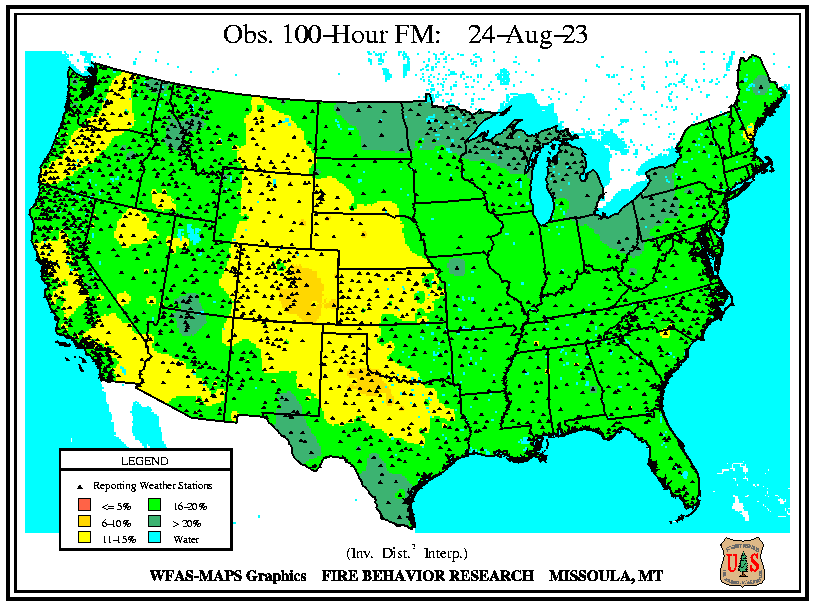 Obs. 100-Hour FM: 24-Aug-23
LEGEND
Reporting Weather Stations
<= 5% 16-20%
6-10% > 20%
11-15% Water
(Inv. Dist.² Interp.)
WFAS-MAPS Graphics FIRE BEHAVIOR RESEARCH MISSOULA, MT
U S